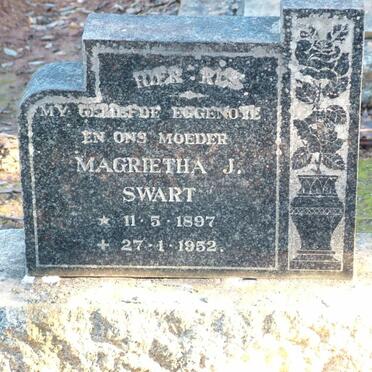 HIER RUS
MY GELIEFDE EGGENOTE
EN ONS MOEDER
MAGRIETHA J.
SWART
★ 11·5·1897
+ 27·1·1952.